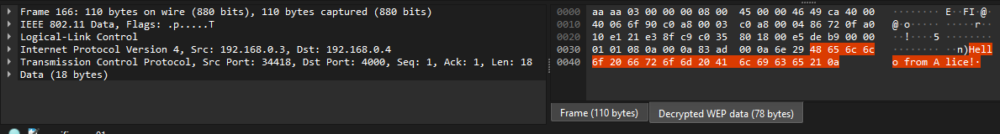 Frame 166: 110 bytes on wire (880 bits), 110 bytes captured (880 bits)
IEEE 802.11 Data, Flags: .p.....T
Logical-Link Control
Internet Protocol Version 4, Src: 192.168.0.3, Dst: 192.168.0.4
Transmission Control Protocol, Src Port: 34418, Dst Port: 4000, Seq: 1, Ack: 1, Len: 18
Data (18 bytes)
0000 aa aa 03 00 00 00 08 00 45 00 00 46 49 ca 40 00 ········ E··FI·@·
0010 40 06 6f 90 c0 a8 00 03 c0 a8 00 04 86 72 0f a0 @·o····· ·····r··
0020 10 e1 21 e3 8f c9 c0 35 80 18 00 e5 de b9 00 00 ··!····5 ········
0030 01 01 08 0a 00 0a 83 ad 00 0a 6e 29 48 65 6c 6c ········ ··n)Hell
0040 6f 20 66 72 6f 6d 20 41 6c 69 63 65 21 0a o from A lice!·
Frame (110 bytes)
Decrypted WEP data (78 bytes)